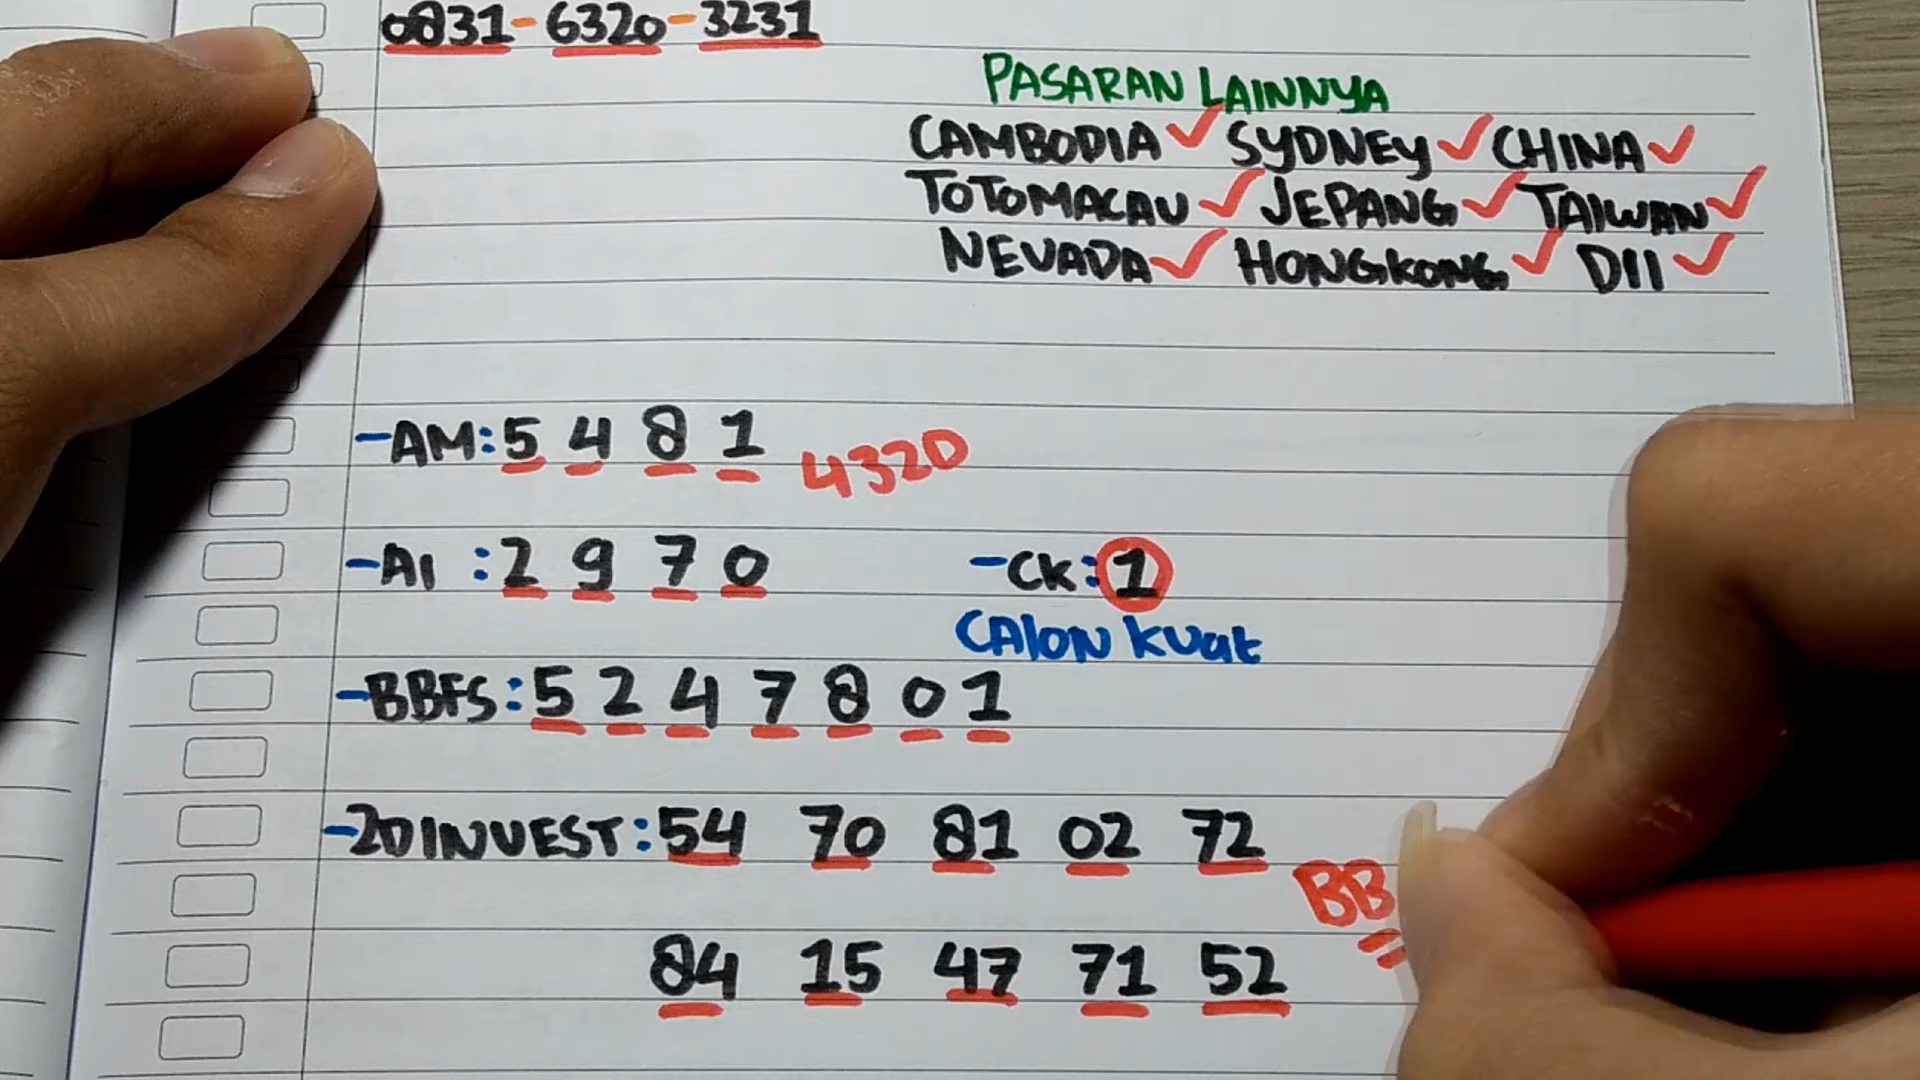 0831-6320-3231
PASARAN LAINNYA
CAMBODIA ✓ SYDNEY ✓ CHINA ✓
TOTOMACAU ✓ JEPANG ✓ TAIWAN ✓
NEVADA ✓ HONGKONG ✓ DII ✓
-AM: 5 4 8 1 432D
-AI : 2 9 7 0 -CK: 1
CALON KUAT
-BBFS: 5 2 4 7 8 0 1
-2DINVEST: 54 70 81 02 72
BB
84 15 47 71 52